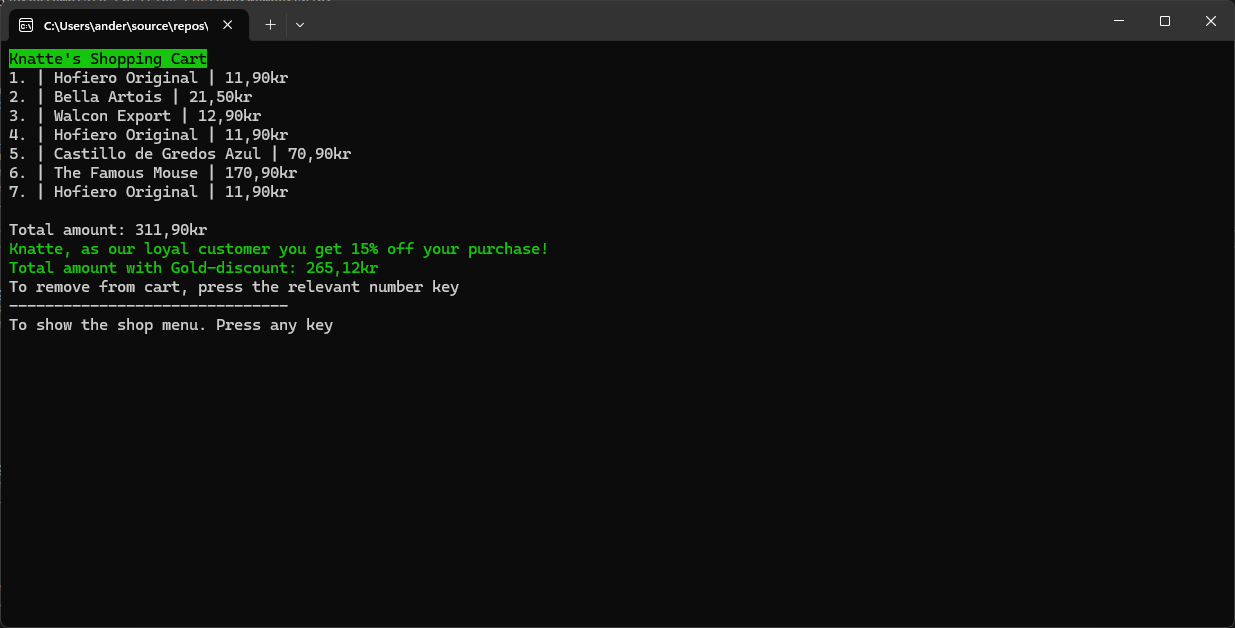 C:\Users\ander\source\repos\
Knatte's Shopping Cart
1. | Hofiero Original | 11,90kr
2. | Bella Artois | 21,50kr
3. | Walcon Export | 12,90kr
4. | Hofiero Original | 11,90kr
5. | Castillo de Gredos Azul | 70,90kr
6. | The Famous Mouse | 170,90kr
7. | Hofiero Original | 11,90kr
Total amount: 311,90kr
Knatte, as our loyal customer you get 15% off your purchase!
Total amount with Gold-discount: 265,12kr
To remove from cart, press the relevant number key
-------------------------------
To show the shop menu. Press any key